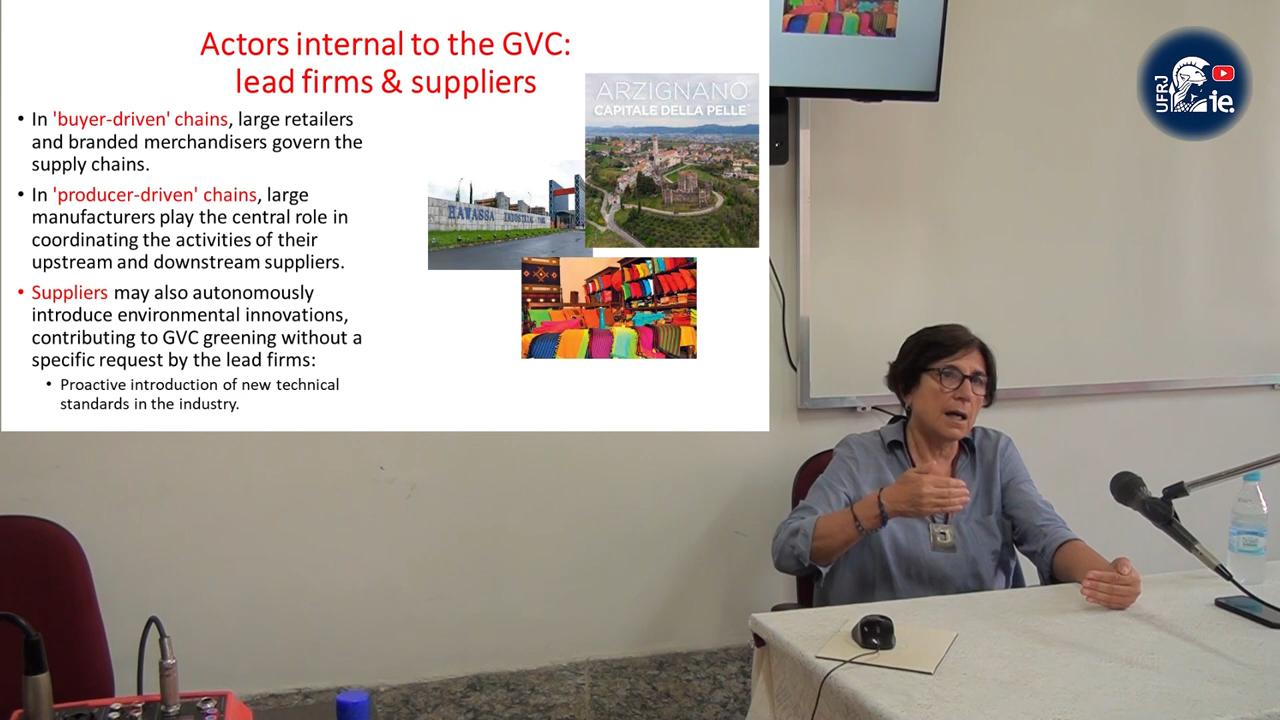 Actors internal to the GVC:
lead firms & suppliers
• In 'buyer-driven' chains, large retailers
and branded merchandisers govern the
supply chains.
• In 'producer-driven' chains, large
manufacturers play the central role in
coordinating the activities of their
upstream and downstream suppliers.
• Suppliers may also autonomously
introduce environmental innovations,
contributing to GVC greening without a
specific request by the lead firms:
• Proactive introduction of new technical
standards in the industry.
ARZIGNANO
CAPITALE DELLA PELLE
HAWASSA INDUSTRIAL PARK
UFRJ
ie.